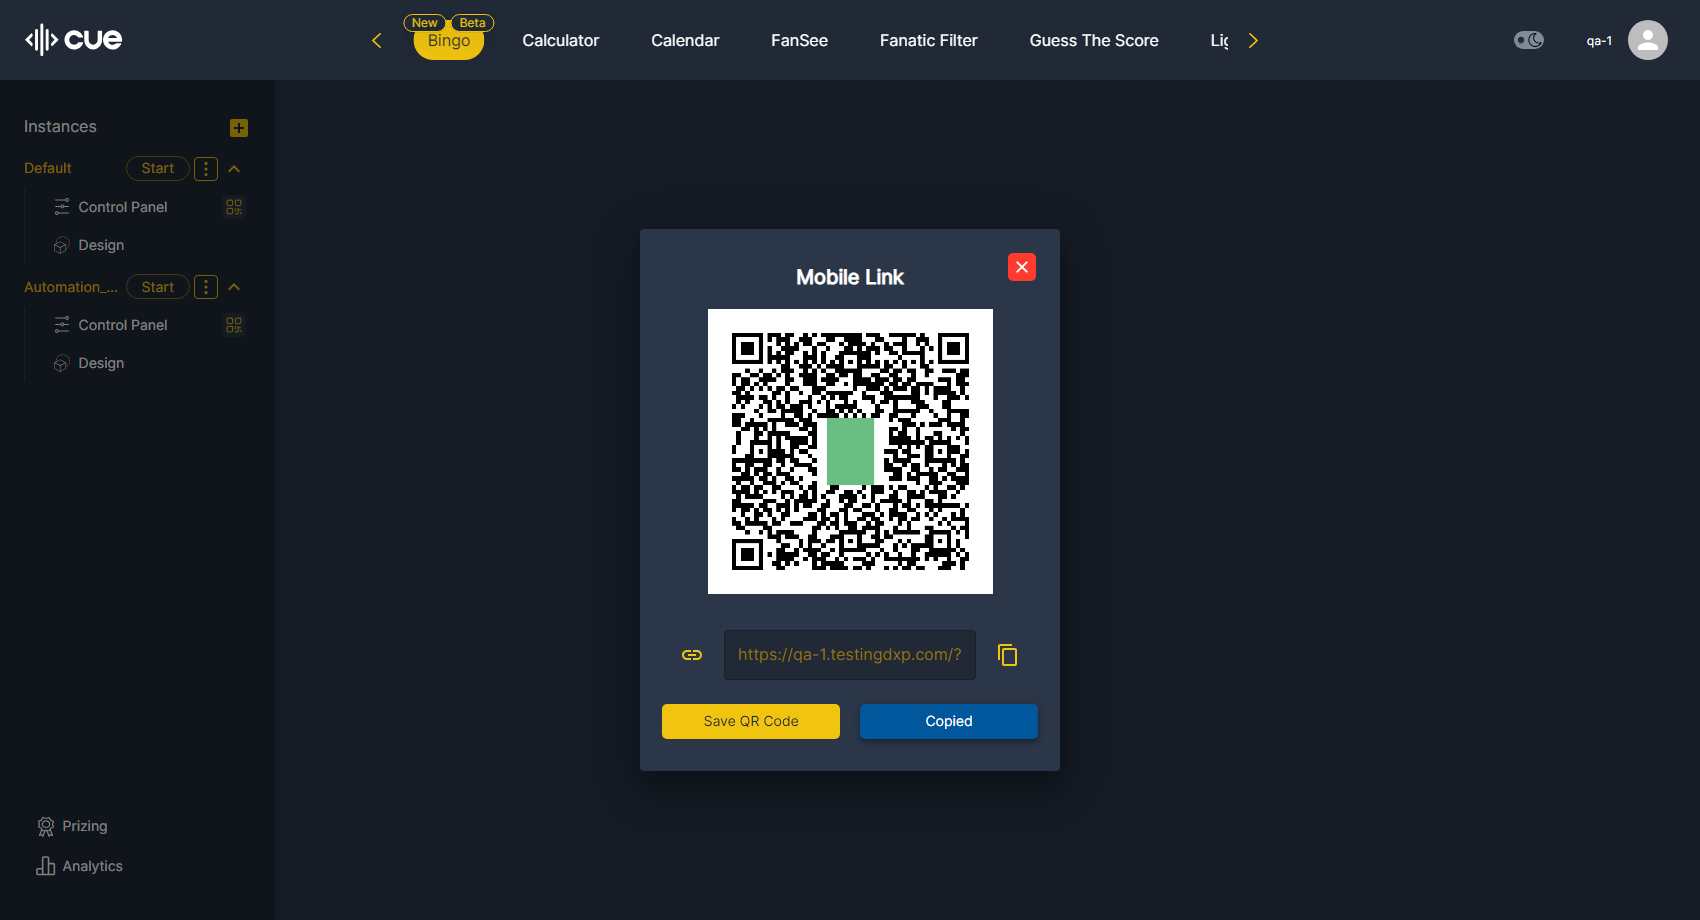 cue
New Beta
Bingo Calculator Calendar FanSee Fanatic Filter Guess The Score
qa-1
Instances
Default Start
Control Panel
Design
Automation_... Start
Control Panel
Design
Mobile Link
https://qa-1.testingdxp.com/?
Save QR Code Copied
Prizing
Analytics